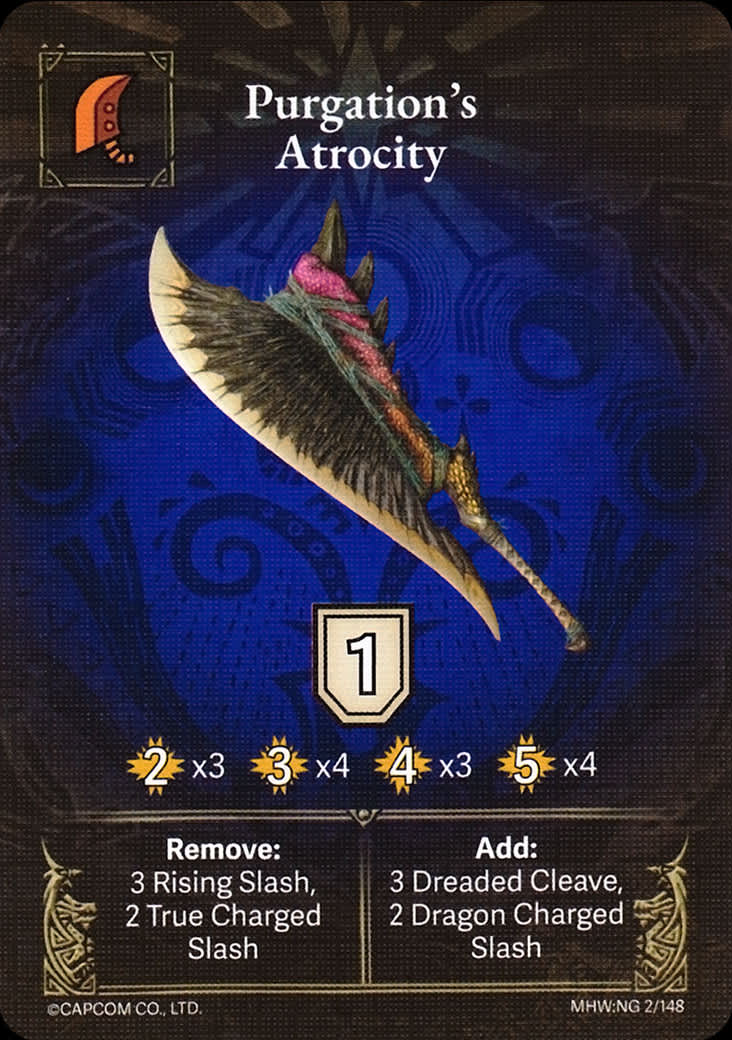 Purgation's
Atrocity
1
2 x3 3 x4 4 x3 5 x4
Remove:
3 Rising Slash,
2 True Charged
Slash
Add:
3 Dreaded Cleave,
2 Dragon Charged
Slash
©CAPCOM CO., LTD.
MHW:NG 2/148